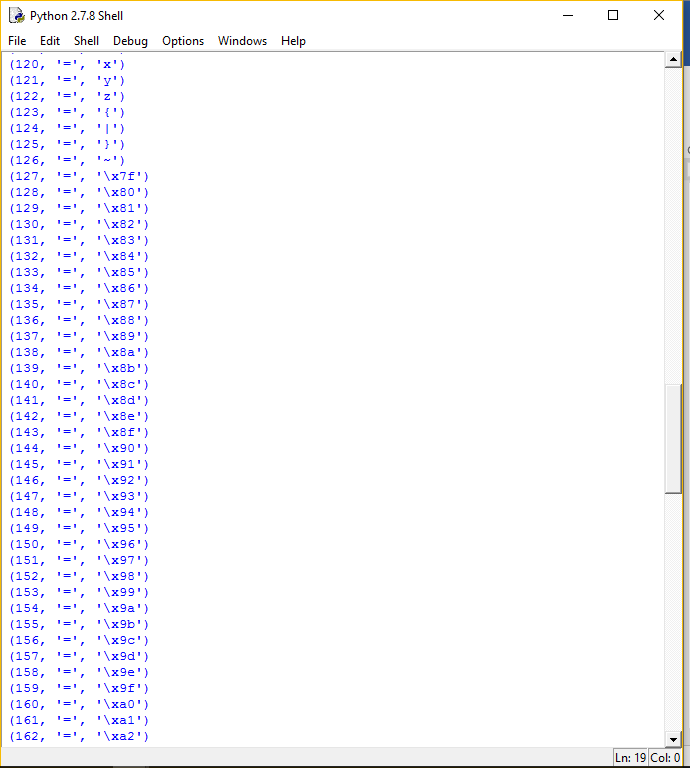 Python 2.7.8 Shell
File Edit Shell Debug Options Windows Help
(120, '=', 'x')
(121, '=', 'y')
(122, '=', 'z')
(123, '=', '{')
(124, '=', '|')
(125, '=', '}')
(126, '=', '~')
(127, '=', '\x7f')
(128, '=', '\x80')
(129, '=', '\x81')
(130, '=', '\x82')
(131, '=', '\x83')
(132, '=', '\x84')
(133, '=', '\x85')
(134, '=', '\x86')
(135, '=', '\x87')
(136, '=', '\x88')
(137, '=', '\x89')
(138, '=', '\x8a')
(139, '=', '\x8b')
(140, '=', '\x8c')
(141, '=', '\x8d')
(142, '=', '\x8e')
(143, '=', '\x8f')
(144, '=', '\x90')
(145, '=', '\x91')
(146, '=', '\x92')
(147, '=', '\x93')
(148, '=', '\x94')
(149, '=', '\x95')
(150, '=', '\x96')
(151, '=', '\x97')
(152, '=', '\x98')
(153, '=', '\x99')
(154, '=', '\x9a')
(155, '=', '\x9b')
(156, '=', '\x9c')
(157, '=', '\x9d')
(158, '=', '\x9e')
(159, '=', '\x9f')
(160, '=', '\xa0')
(161, '=', '\xa1')
(162, '=', '\xa2')
Ln: 19 Col: 0